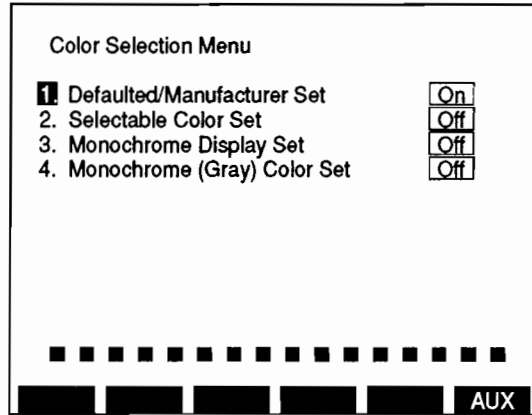 Color Selection Menu
1. Defaulted/Manufacturer Set On
2. Selectable Color Set Off
3. Monochrome Display Set Off
4. Monochrome (Gray) Color Set Off
AUX